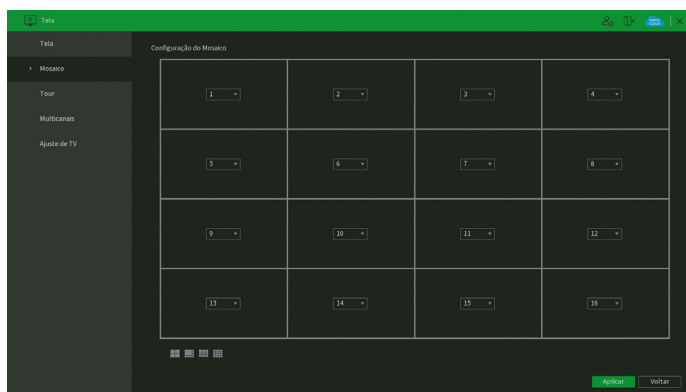 Tela
Tela
Configuração do Mosaico
Mosaico
Tour
Multicanais
Ajuste de TV
1 2 3 4
5 6 7 8
9 10 11 12
13 14 15 16
Aplicar Voltar